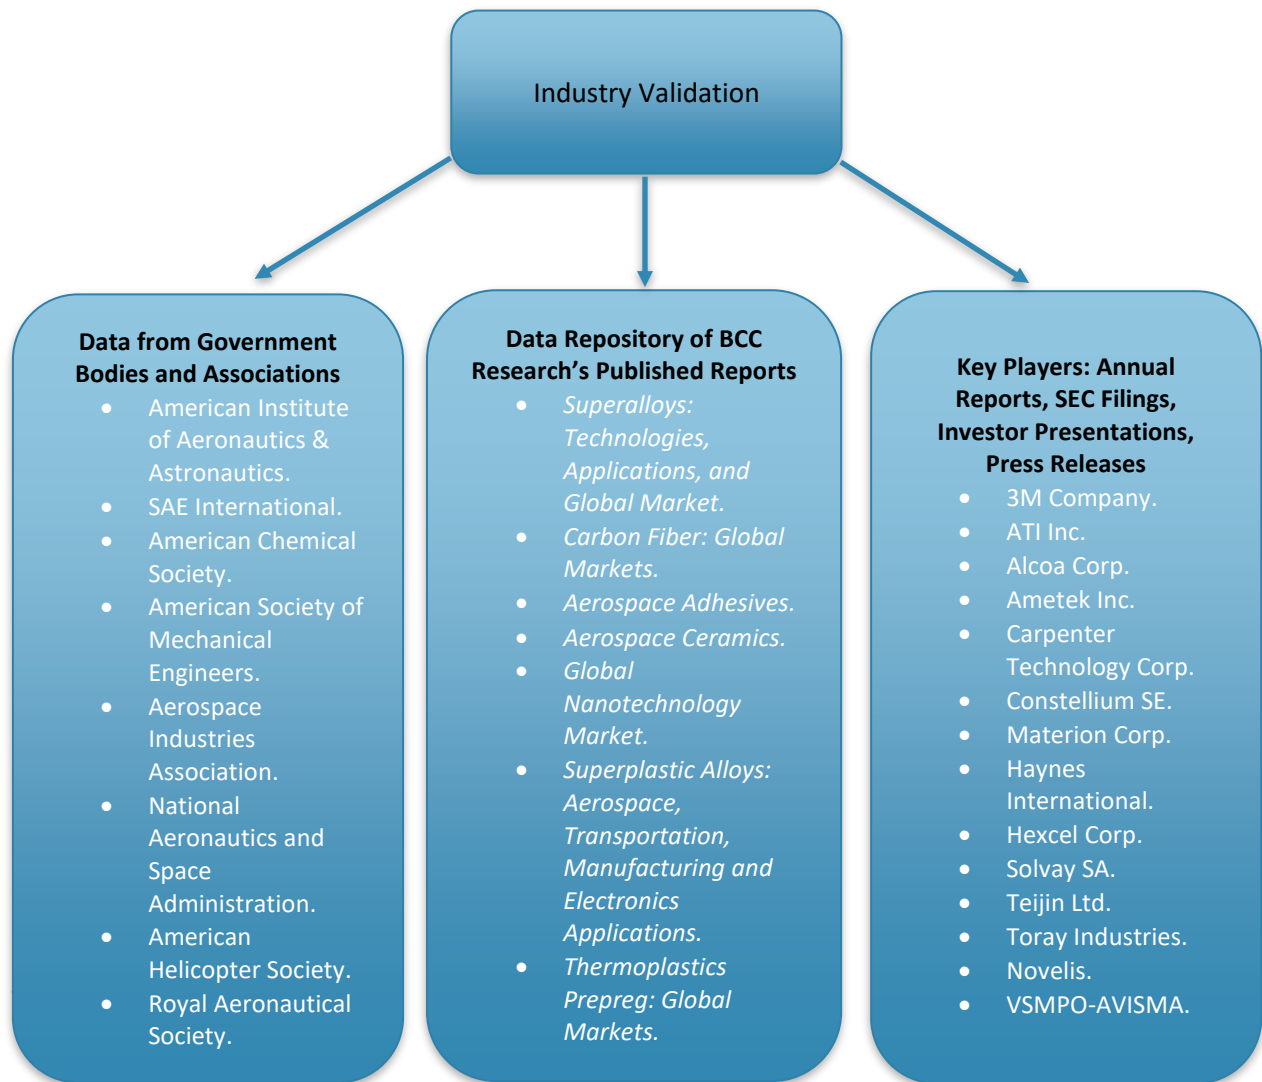 Industry Validation
Data from Government
Bodies and Associations
• American Institute
of Aeronautics &
Astronautics.
• SAE International.
• American Chemical
Society.
• American Society of
Mechanical
Engineers.
• Aerospace
Industries
Association.
• National
Aeronautics and
Space
Administration.
• American
Helicopter Society.
• Royal Aeronautical
Society.
Data Repository of BCC
Research’s Published Reports
• Superalloys:
Technologies,
Applications, and
Global Market.
• Carbon Fiber: Global
Markets.
• Aerospace Adhesives.
• Aerospace Ceramics.
• Global
Nanotechnology
Market.
• Superplastic Alloys:
Aerospace,
Transportation,
Manufacturing and
Electronics
Applications.
• Thermoplastics
Prepreg: Global
Markets.
Key Players: Annual
Reports, SEC Filings,
Investor Presentations,
Press Releases
• 3M Company.
• ATI Inc.
• Alcoa Corp.
• Ametek Inc.
• Carpenter
Technology Corp.
• Constellium SE.
• Materion Corp.
• Haynes
International.
• Hexcel Corp.
• Solvay SA.
• Teijin Ltd.
• Toray Industries.
• Novelis.
• VSMPO-AVISMA.